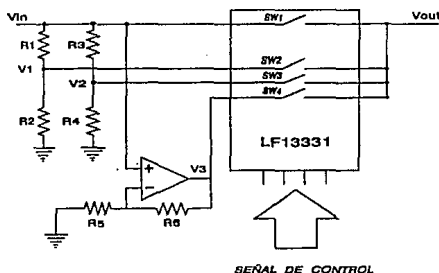 Vin
SW1
Vout
R1
R3
V1
SW2
V2
SW3
SW4
R2
R4
LF13331
V3
+
−
R5
R6
SEÑAL DE CONTROL